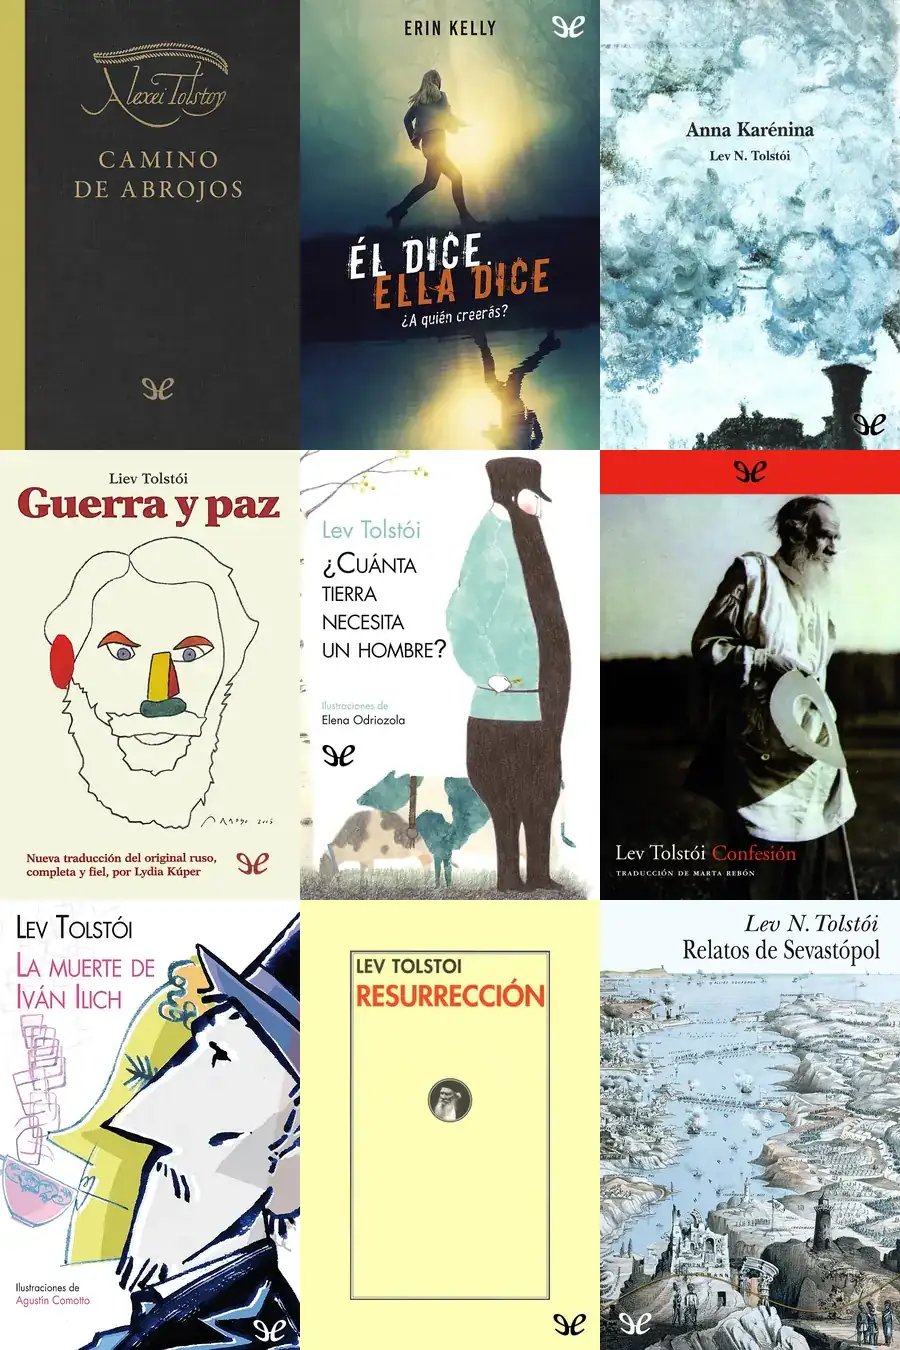 Alexei Tolstoy
CAMINO
DE ABROJOS
ERIN KELLY
ÉL DICE.
ELLA DICE
¿A quién creerás?
Anna Karénina
Lev N. Tolstói
Liev Tolstói
Guerra y paz
Nueva traducción del original ruso,
completa y fiel, por Lydia Kúper
Lev Tolstói
¿CUÁNTA
TIERRA
NECESITA
UN HOMBRE?
Ilustraciones de
Elena Odriozola
Lev Tolstói Confesión
TRADUCCIÓN DE MARTA REBÓN
LEV TOLSTÓI
LA MUERTE DE
IVÁN ILICH
Ilustraciones de
Agustín Comotto
LEV TOLSTOI
RESURRECCIÓN
Lev N. Tolstói
Relatos de Sevastópol